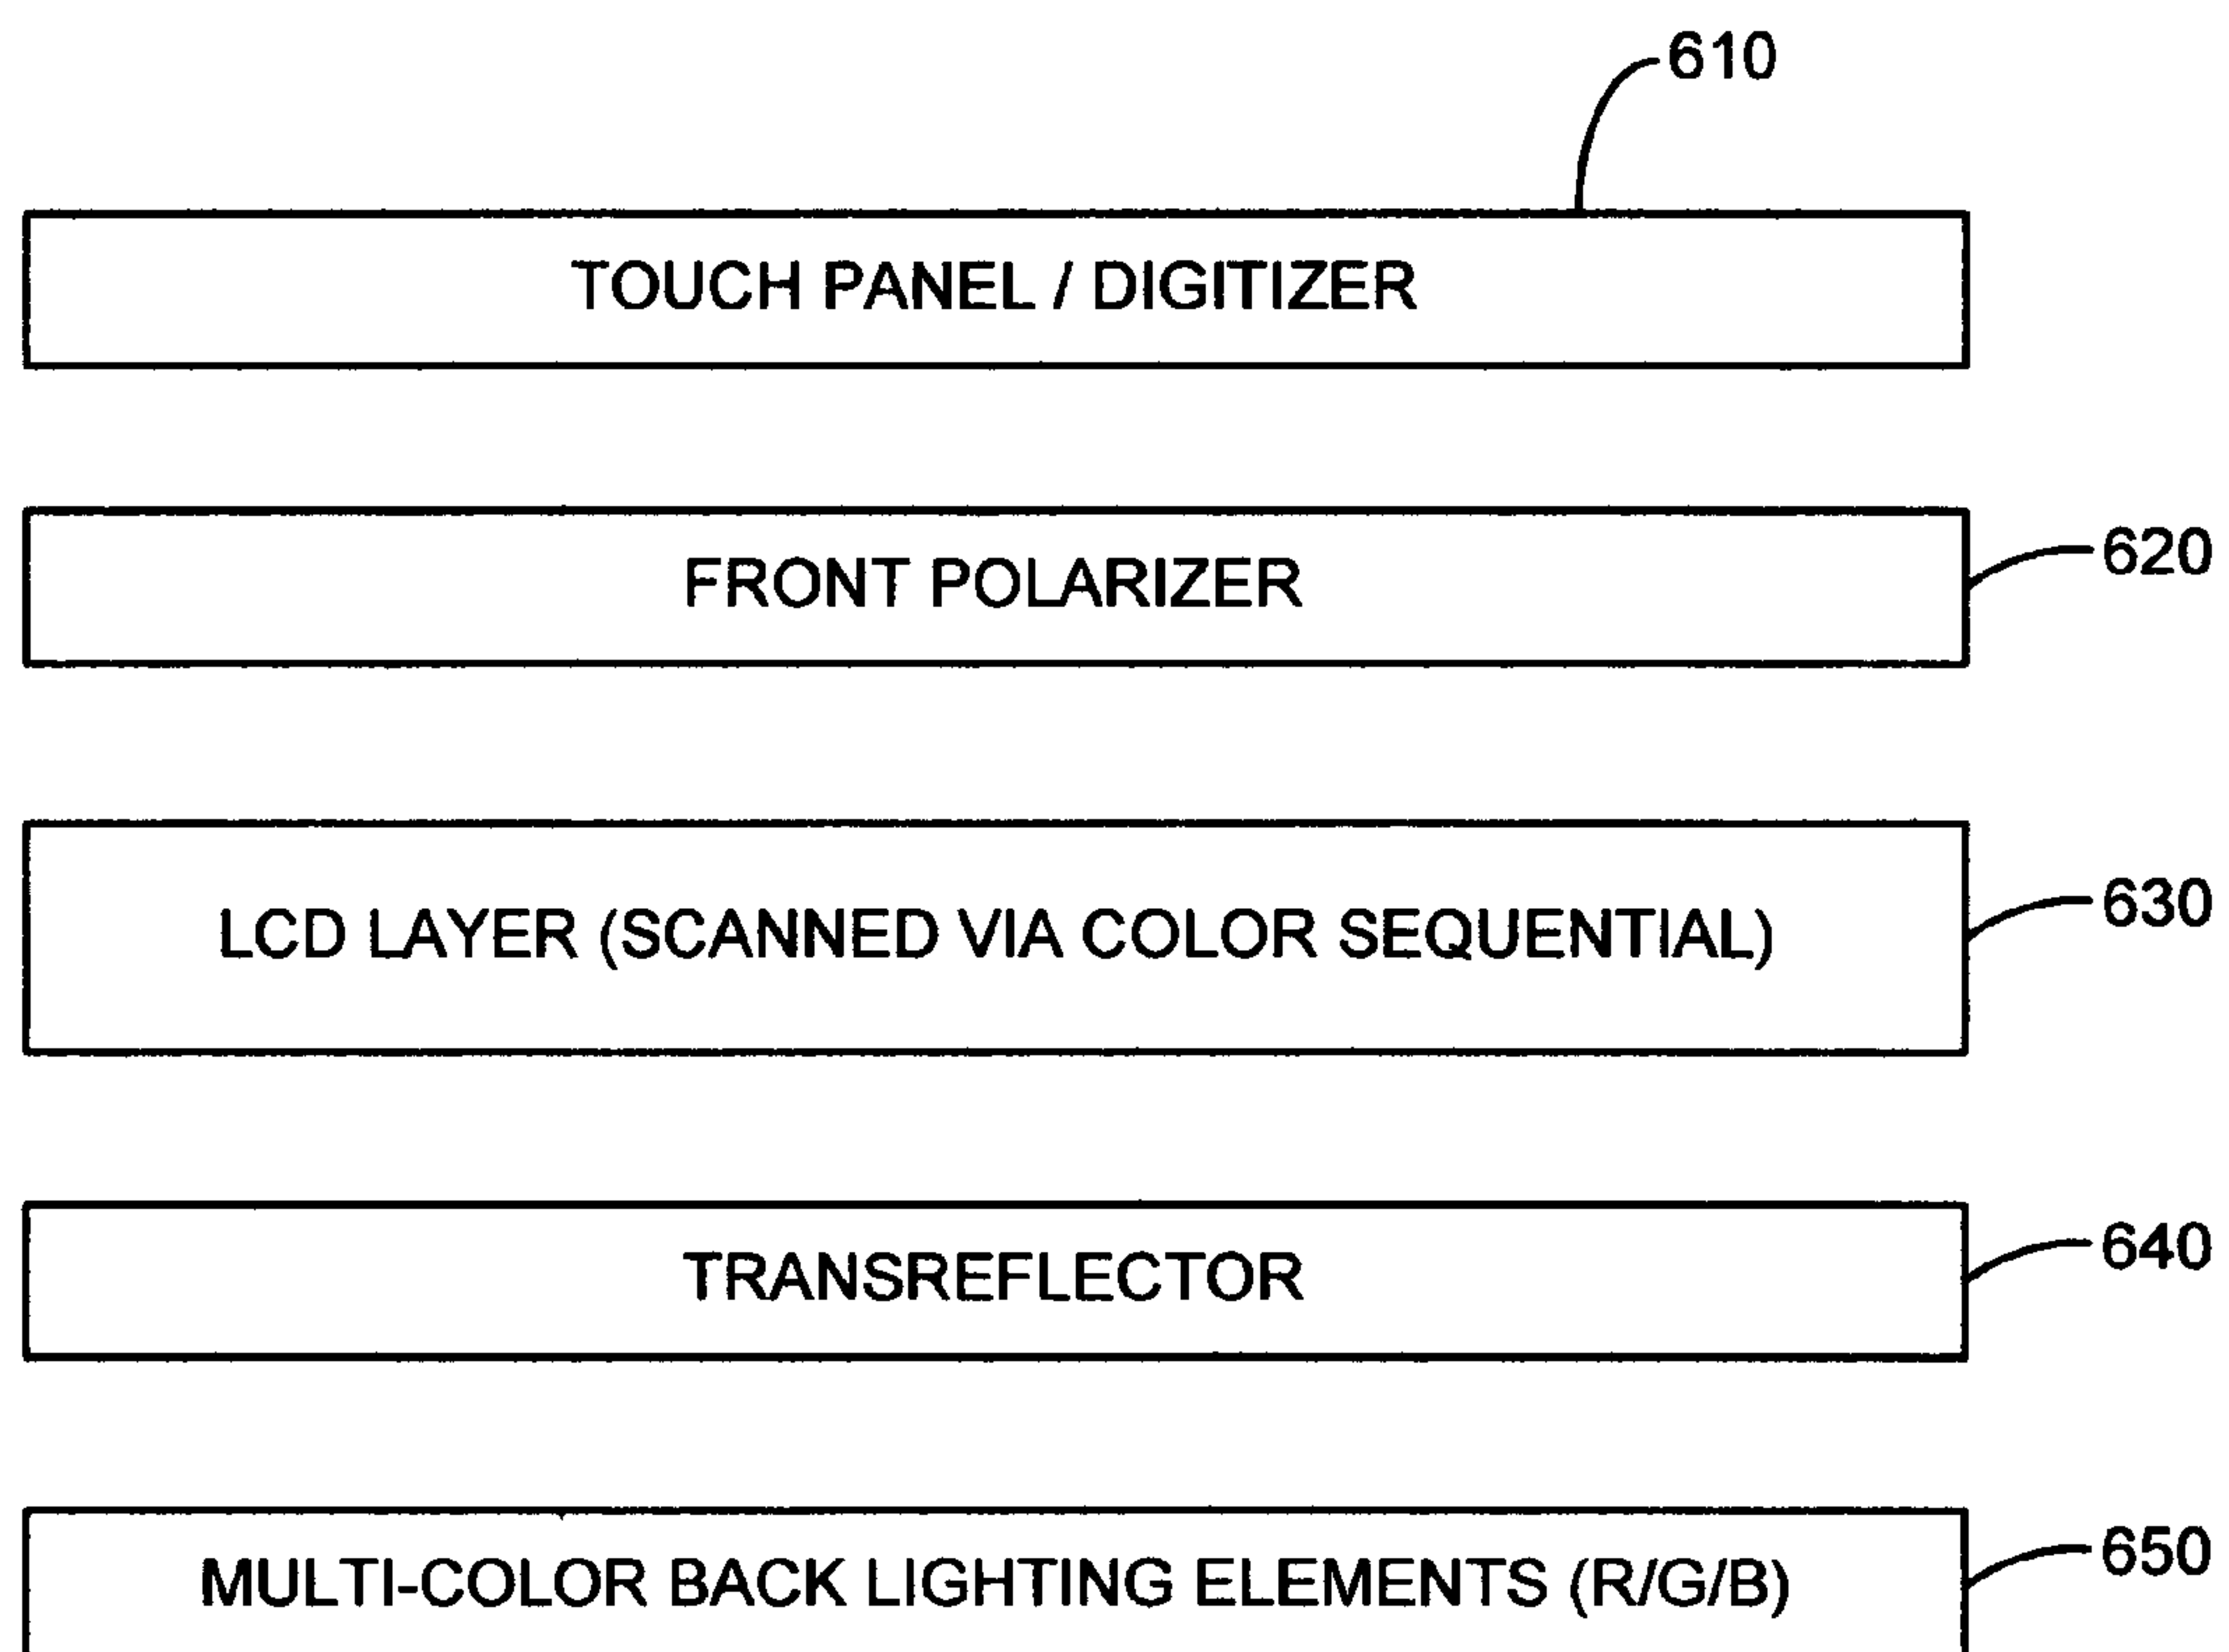 610
TOUCH PANEL / DIGITIZER
FRONT POLARIZER
620
LCD LAYER (SCANNED VIA COLOR SEQUENTIAL)
630
TRANSREFLECTOR
640
MULTI-COLOR BACK LIGHTING ELEMENTS (R/G/B)
650